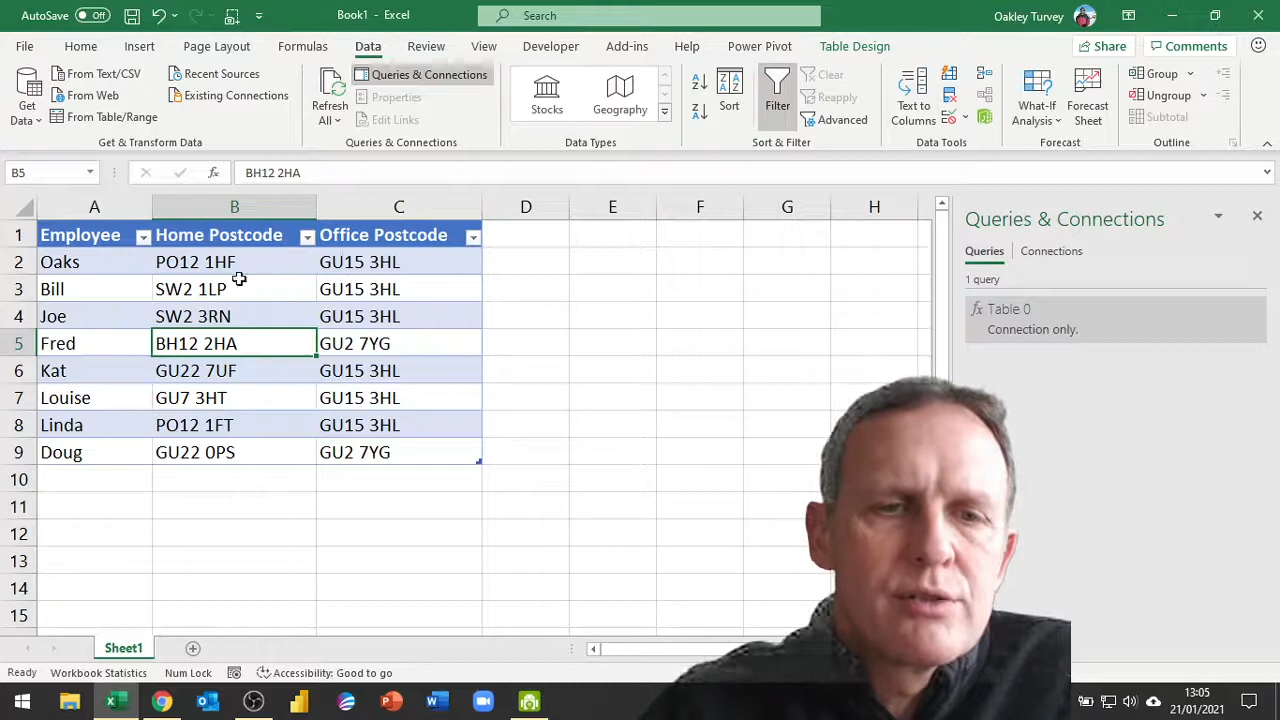 AutoSave Off Book1 - Excel Search Oakley Turvey
File Home Insert Page Layout Formulas Data Review View Developer Add-ins Help Power Pivot Table Design Share Comments
Get Data
From Text/CSV
From Web
From Table/Range
Recent Sources
Existing Connections
Get & Transform Data
Refresh All
Queries & Connections
Properties
Edit Links
Queries & Connections
Stocks
Geography
Data Types
Sort
Filter
Clear
Reapply
Advanced
Sort & Filter
Text to Columns
Data Tools
What-If Analysis
Forecast Sheet
Forecast
Group
Ungroup
Subtotal
Outline
B5 fx BH12 2HA
A B C D E F G H
1 Employee Home Postcode Office Postcode
2 Oaks PO12 1HF GU15 3HL
3 Bill SW2 1LP GU15 3HL
4 Joe SW2 3RN GU15 3HL
5 Fred BH12 2HA GU2 7YG
6 Kat GU22 7UF GU15 3HL
7 Louise GU7 3HT GU15 3HL
8 Linda PO12 1FT GU15 3HL
9 Doug GU22 0PS GU2 7YG
10
11
12
13
14
15
Queries & Connections
Queries Connections
1 query
fx Table 0
Connection only.
Sheet1
Ready Workbook Statistics Num Lock Accessibility: Good to go
13:05
21/01/2021